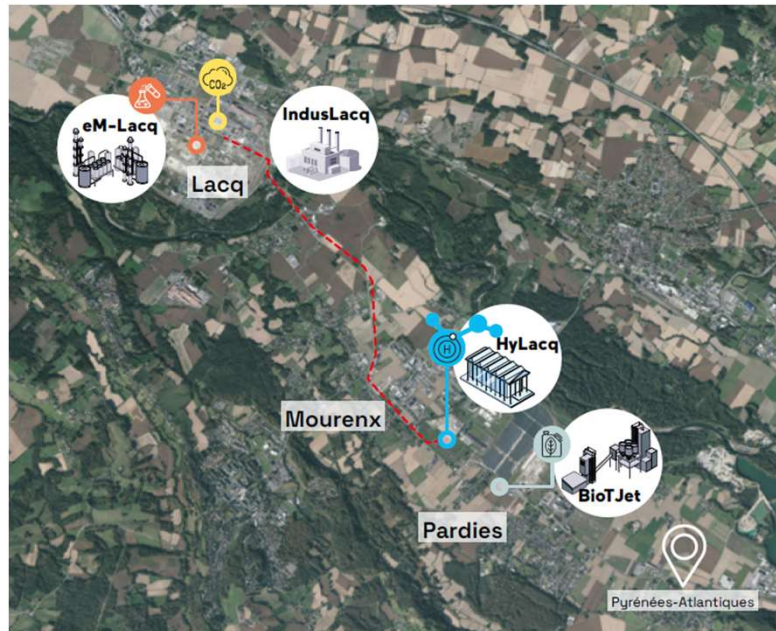 CO₂
eM-Lacq
IndusLacq
Lacq
H
HyLacq
Mourenx
BioTJet
Pardies
Pyrénées-Atlantiques